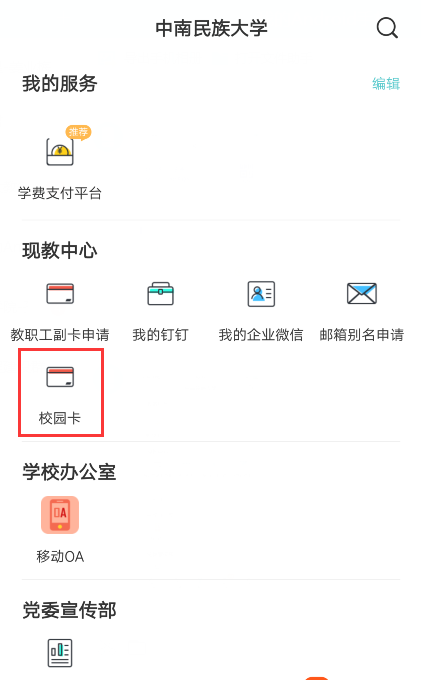 中南民族大学
我的服务
编辑
推荐
学费支付平台
现教中心
教职工副卡申请
我的钉钉
我的企业微信
邮箱别名申请
校园卡
学校办公室
OA
移动OA
党委宣传部